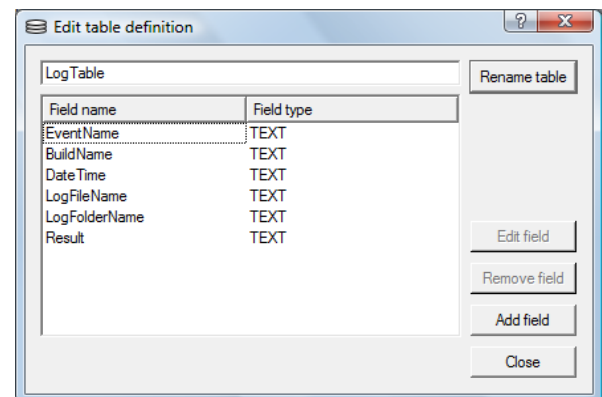 Edit table definition
? X
LogTable
Rename table
Field name Field type
EventName TEXT
BuildName TEXT
DateTime TEXT
LogFileName TEXT
LogFolderName TEXT
Result TEXT
Edit field
Remove field
Add field
Close